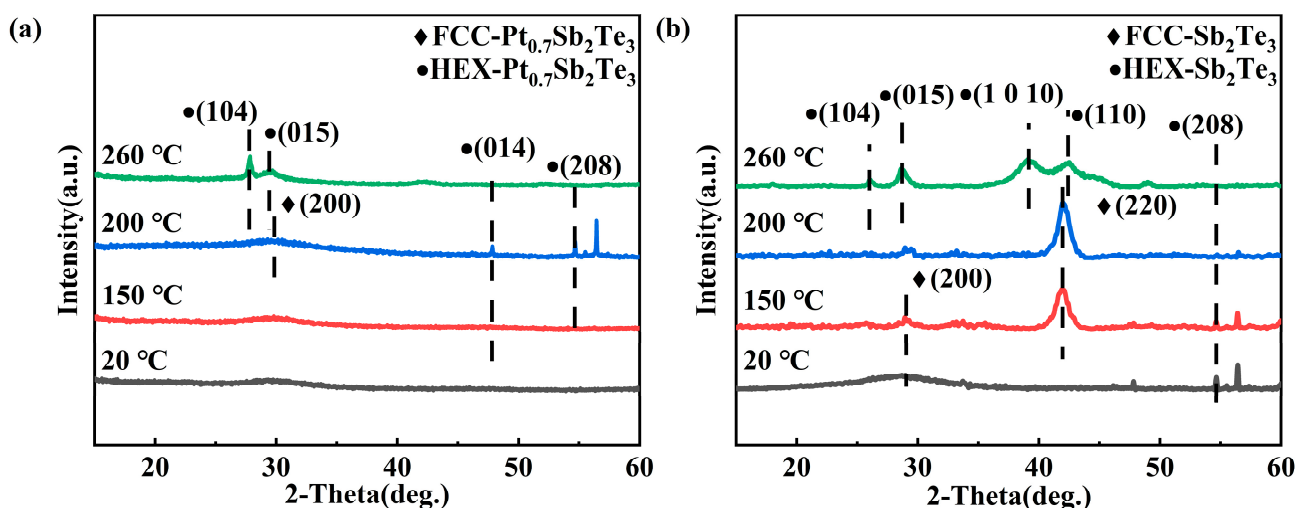 (a)
♦FCC-Pt0.7Sb2Te3
●HEX-Pt0.7Sb2Te3
●(104)
●(015)
●(014)
●(208)
260 °C
♦(200)
200 °C
150 °C
20 °C
Intensity(a.u.)
20 30 40 50 60
2-Theta(deg.)
(b)
♦FCC-Sb2Te3
●HEX-Sb2Te3
●(104)
●(015)
●(1 0 10)
●(110)
●(208)
260 °C
♦(220)
200 °C
♦(200)
150 °C
20 °C
Intensity(a.u.)
20 30 40 50 60
2-Theta(deg.)